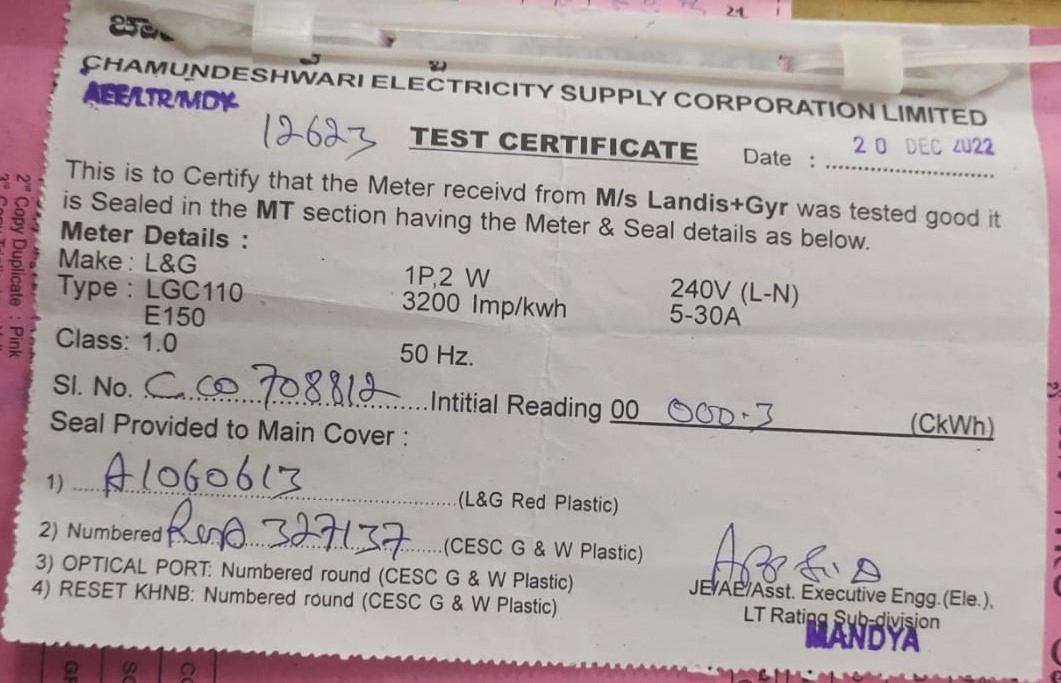 21
CHAMUNDESHWARI ELECTRICITY SUPPLY CORPORATION LIMITED
AEE/LTR/MDY
12623 TEST CERTIFICATE Date : 20 DEC 2022
This is to Certify that the Meter receivd from M/s Landis+Gyr was tested good it
is Sealed in the MT section having the Meter & Seal details as below.
Meter Details :
Make : L&G 1P,2 W 240V (L-N)
Type : LGC110 3200 Imp/kwh 5-30A
E150
Class: 1.0 50 Hz.
Sl. No. C.co 708812 Intitial Reading 00 000.3 (CkWh)
Seal Provided to Main Cover :
1) A1060613 (L&G Red Plastic)
2) Numbered 327137 (CESC G & W Plastic)
3) OPTICAL PORT: Numbered round (CESC G & W Plastic)
4) RESET KHNB: Numbered round (CESC G & W Plastic)
JE/AE/Asst. Executive Engg.(Ele.),
LT Rating Sub-division
MANDYA
2nd Copy Duplicate : Pink